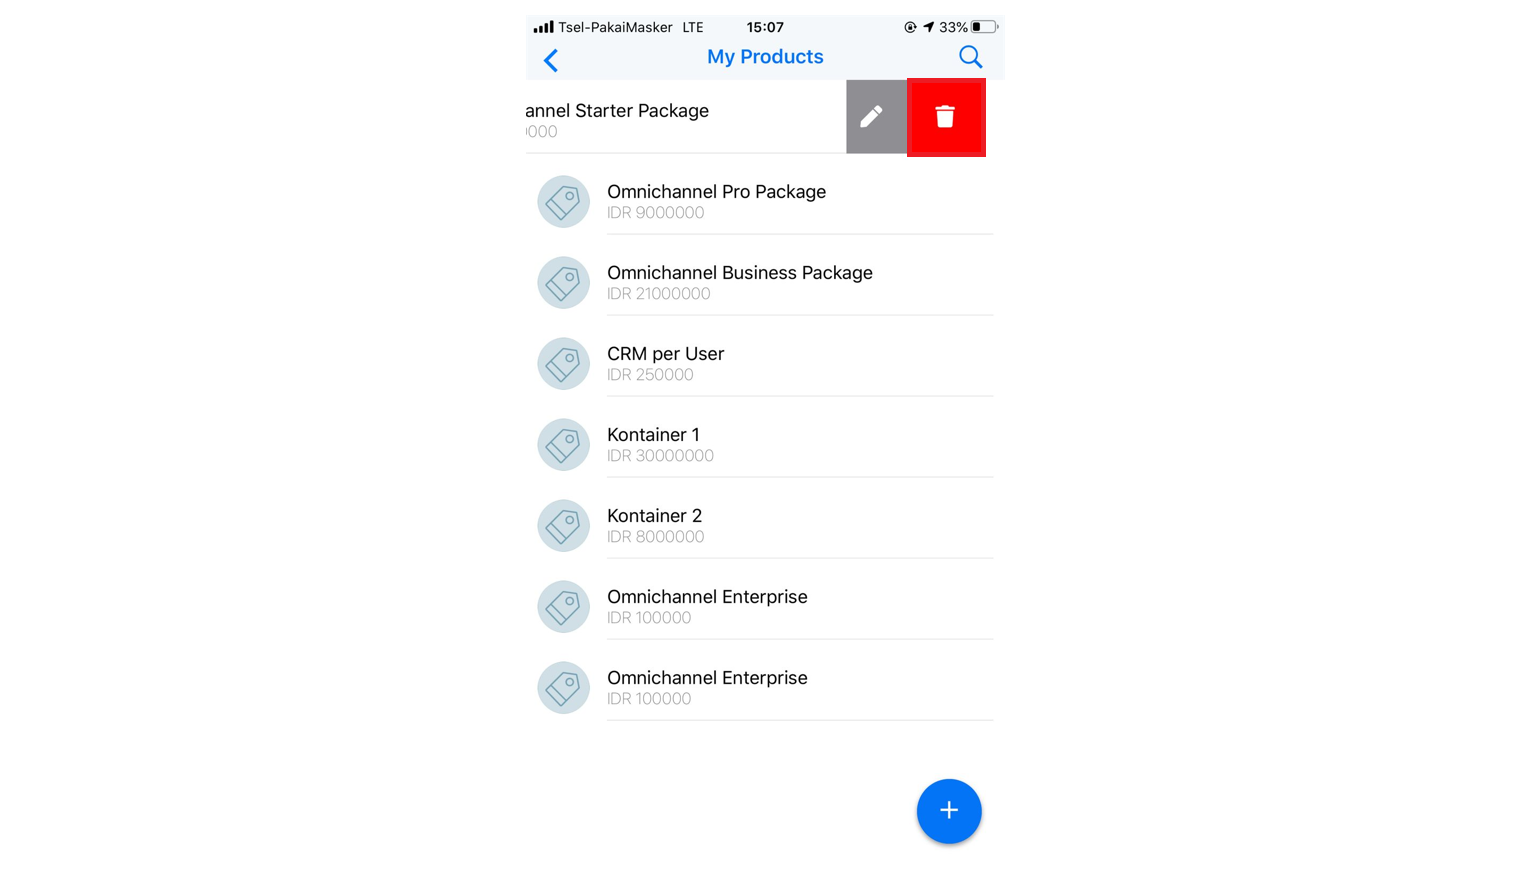 Tsel-PakaiMasker LTE 15:07 33%
My Products
annel Starter Package
000
Omnichannel Pro Package
IDR 9000000
Omnichannel Business Package
IDR 21000000
CRM per User
IDR 250000
Kontainer 1
IDR 30000000
Kontainer 2
IDR 8000000
Omnichannel Enterprise
IDR 100000
Omnichannel Enterprise
IDR 100000